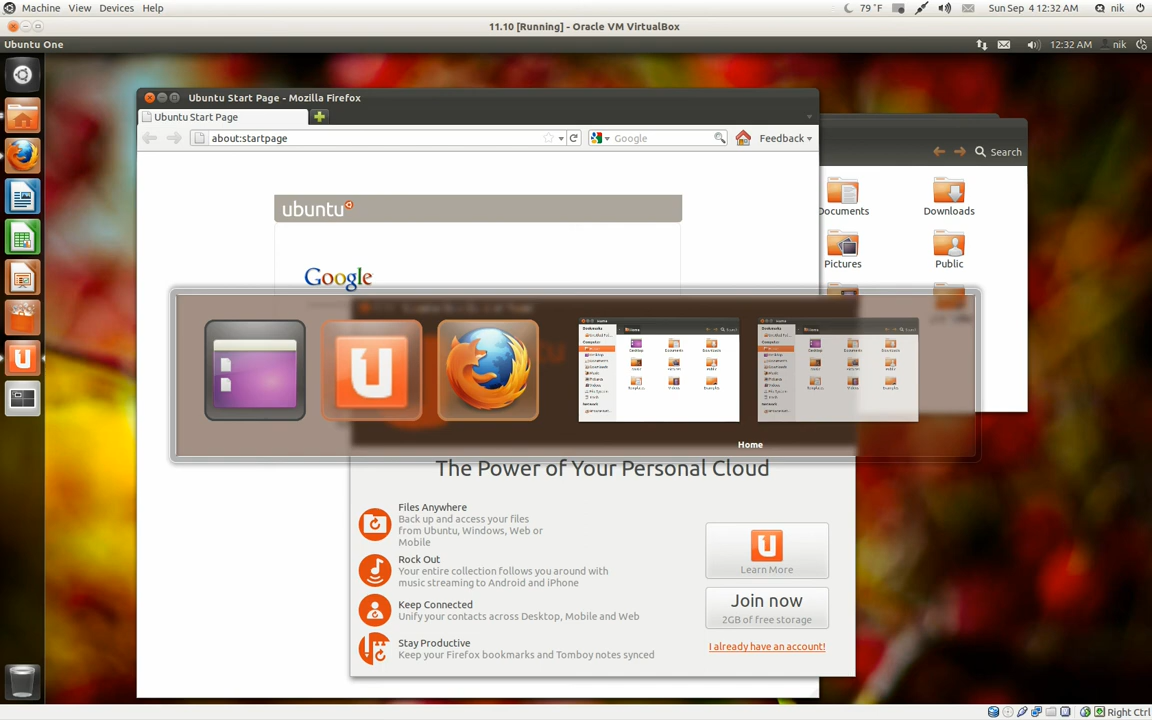 Machine View Devices Help
79 °F
Sun Sep 4 12:32 AM
nik
11.10 [Running] - Oracle VM VirtualBox
Ubuntu One
12:32 AM
nik
Ubuntu Start Page - Mozilla Firefox
Ubuntu Start Page
about:startpage
Google
Feedback
Search
ubuntu
Documents
Downloads
Google
Pictures
Public
Home
The Power of Your Personal Cloud
Files Anywhere
Back up and access your files
from Ubuntu, Windows, Web or
Mobile
Rock Out
Your entire collection follows you around with
music streaming to Android and iPhone
Keep Connected
Unify your contacts across Desktop, Mobile and Web
Stay Productive
Keep your Firefox bookmarks and Tomboy notes synced
Learn More
Join now
2GB of free storage
I already have an account!
Right Ctrl